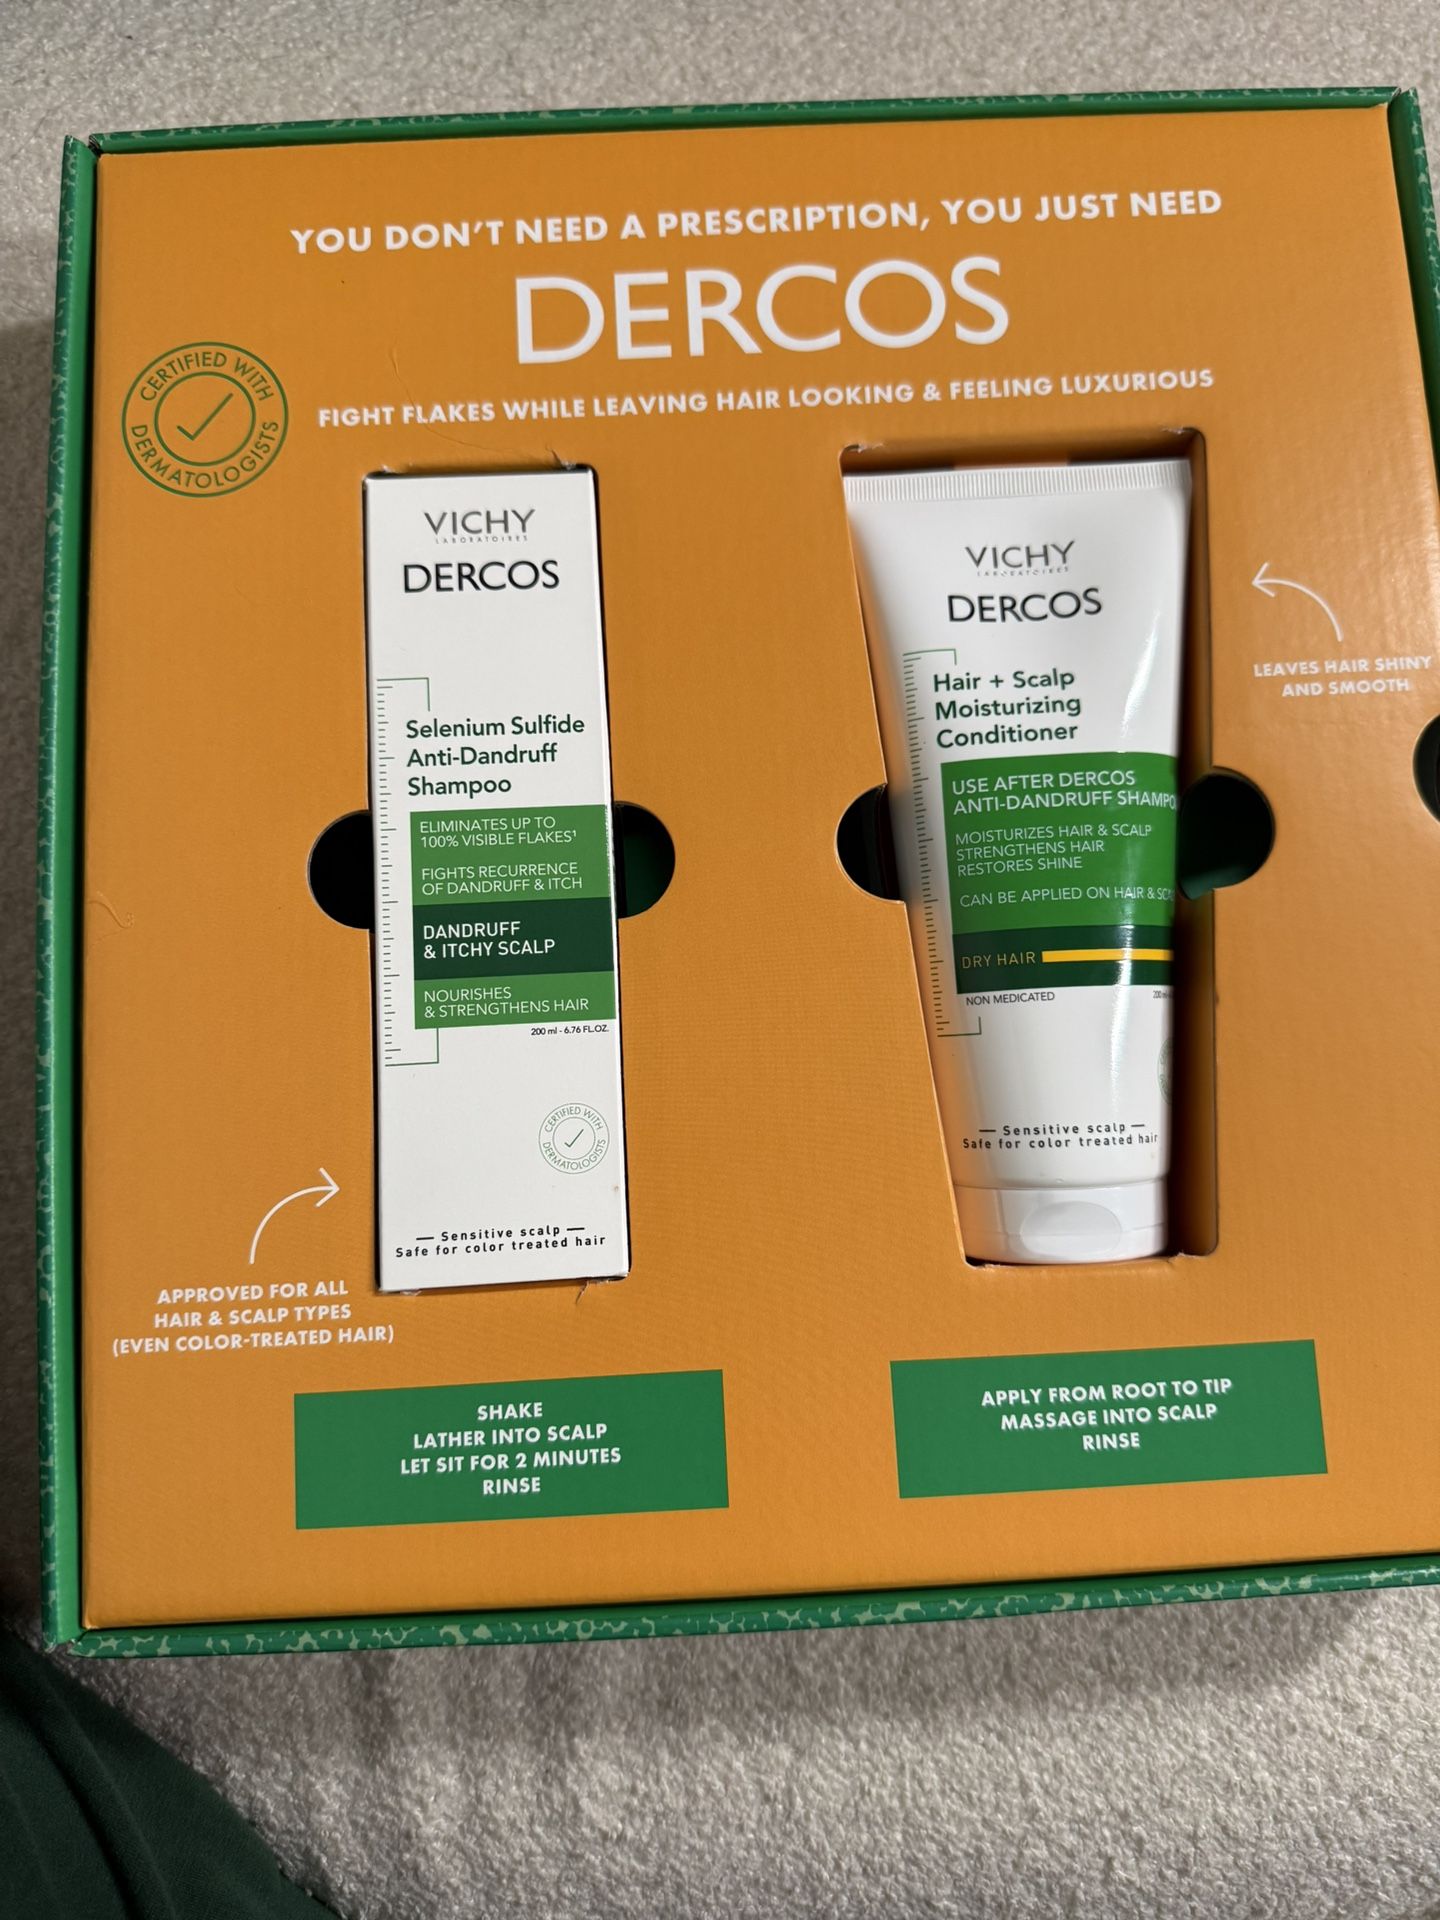 YOU DON'T NEED A PRESCRIPTION, YOU JUST NEED
DERCOS
FIGHT FLAKES WHILE LEAVING HAIR LOOKING & FEELING LUXURIOUS
CERTIFIED WITH
DERMATOLOGISTS
VICHY
LABORATOIRES
DERCOS
Selenium Sulfide
Anti-Dandruff
Shampoo
ELIMINATES UP TO
100% VISIBLE FLAKES¹
FIGHTS RECURRENCE
OF DANDRUFF & ITCH
DANDRUFF
& ITCHY SCALP
NOURISHES
& STRENGTHENS HAIR
200 ml - 6.76 FL.OZ.
CERTIFIED WITH
DERMATOLOGISTS
— Sensitive scalp —
Safe for color treated hair
APPROVED FOR ALL
HAIR & SCALP TYPES
(EVEN COLOR-TREATED HAIR)
SHAKE
LATHER INTO SCALP
LET SIT FOR 2 MINUTES
RINSE
VICHY
LABORATOIRES
DERCOS
Hair + Scalp
Moisturizing
Conditioner
USE AFTER DERCOS
ANTI-DANDRUFF SHAMPO
MOISTURIZES HAIR & SCALP
STRENGTHENS HAIR
RESTORES SHINE
CAN BE APPLIED ON HAIR &
DRY HAIR
NON MEDICATED
200 ml
— Sensitive scalp —
Safe for color treated hair
LEAVES HAIR SHINY
AND SMOOTH
APPLY FROM ROOT TO TIP
MASSAGE INTO SCALP
RINSE